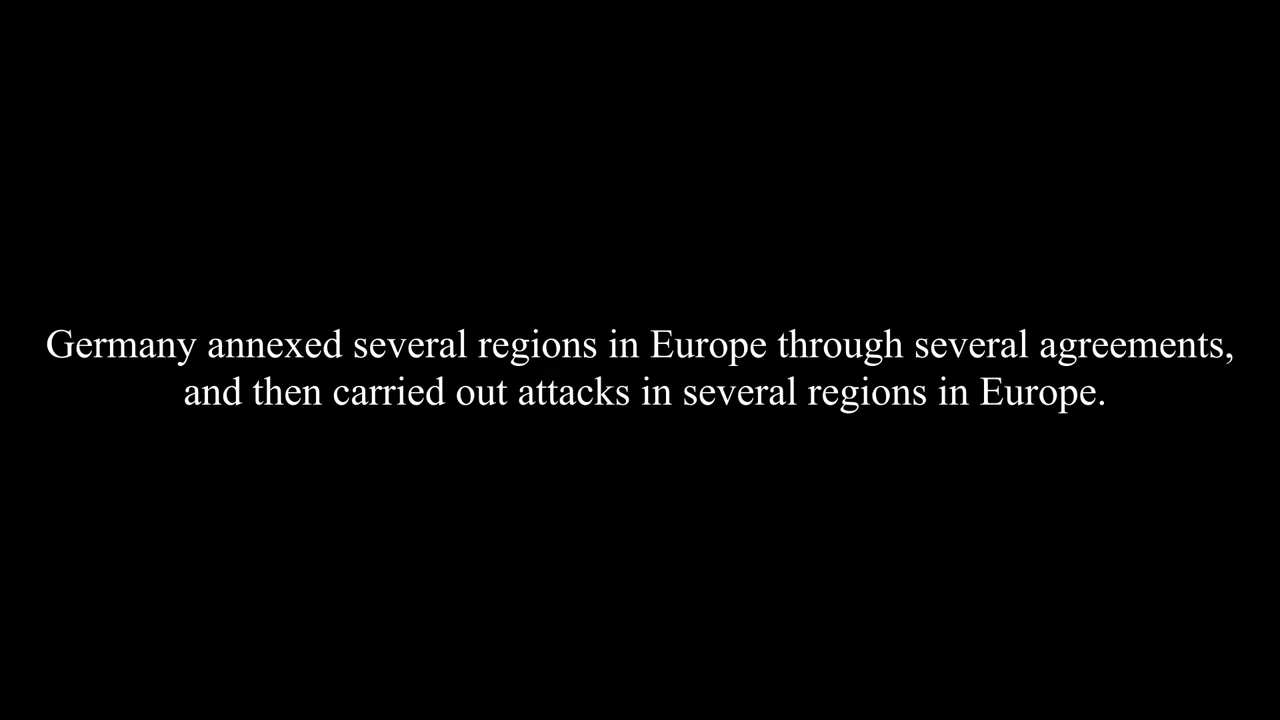 Germany annexed several regions in Europe through several agreements,
and then carried out attacks in several regions in Europe.